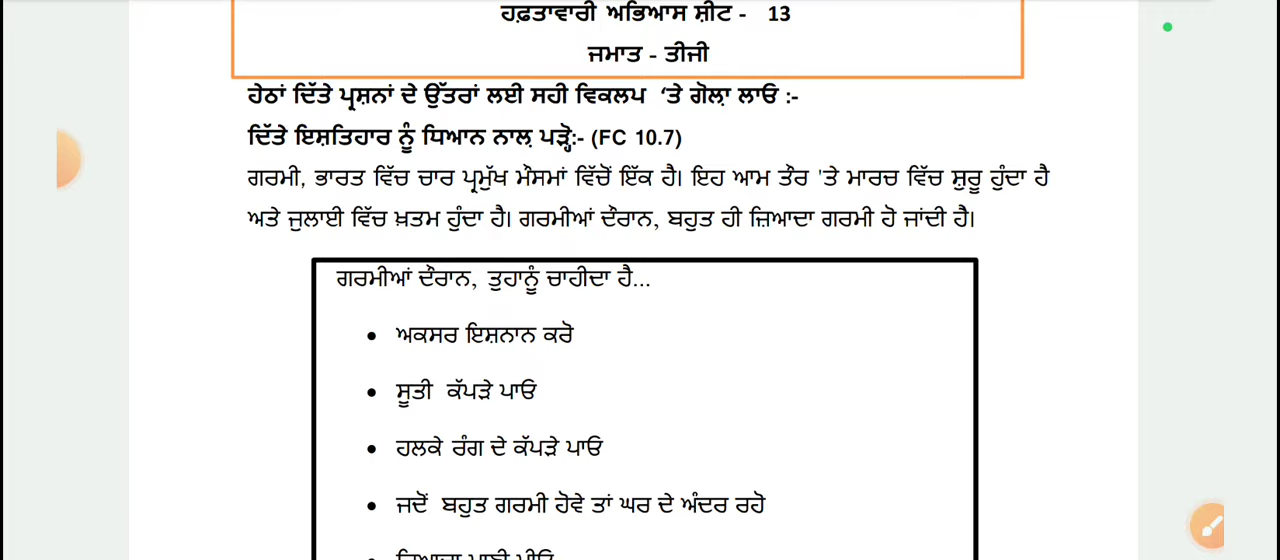 ਹਫ਼ਤਾਵਾਰੀ ਅਭਿਆਸ ਸ਼ੀਟ - 13
ਜਮਾਤ - ਤੀਜੀ
ਹੇਠਾਂ ਦਿੱਤੇ ਪ੍ਰਸ਼ਨਾਂ ਦੇ ਉੱਤਰਾਂ ਲਈ ਸਹੀ ਵਿਕਲਪ ‘ਤੇ ਗੋਲਾ਼ ਲਾਓ :-
ਦਿੱਤੇ ਇਸ਼ਤਿਹਾਰ ਨੂੰ ਧਿਆਨ ਨਾਲ਼ ਪੜ੍ਹੋ:- (FC 10.7)
ਗਰਮੀ, ਭਾਰਤ ਵਿੱਚ ਚਾਰ ਪ੍ਰਮੁੱਖ ਮੌਸਮਾਂ ਵਿੱਚੋਂ ਇੱਕ ਹੈ। ਇਹ ਆਮ ਤੌਰ 'ਤੇ ਮਾਰਚ ਵਿੱਚ ਸ਼ੁਰੂ ਹੁੰਦਾ ਹੈ
ਅਤੇ ਜੁਲਾਈ ਵਿੱਚ ਖ਼ਤਮ ਹੁੰਦਾ ਹੈ। ਗਰਮੀਆਂ ਦੌਰਾਨ, ਬਹੁਤ ਹੀ ਜ਼ਿਆਦਾ ਗਰਮੀ ਹੋ ਜਾਂਦੀ ਹੈ।
ਗਰਮੀਆਂ ਦੌਰਾਨ, ਤੁਹਾਨੂੰ ਚਾਹੀਦਾ ਹੈ...
• ਅਕਸਰ ਇਸ਼ਨਾਨ ਕਰੋ
• ਸੂਤੀ ਕੱਪੜੇ ਪਾਓ
• ਹਲਕੇ ਰੰਗ ਦੇ ਕੱਪੜੇ ਪਾਓ
• ਜਦੋਂ ਬਹੁਤ ਗਰਮੀ ਹੋਵੇ ਤਾਂ ਘਰ ਦੇ ਅੰਦਰ ਰਹੋ